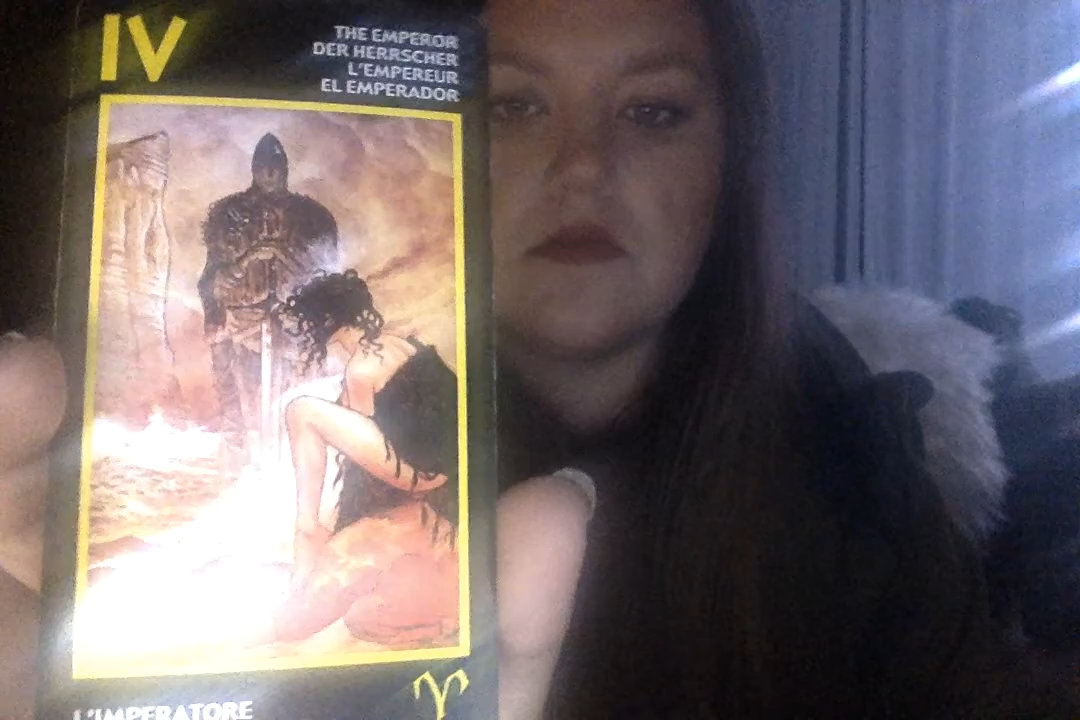 IV
THE EMPEROR
DER HERRSCHER
L'EMPEREUR
EL EMPERADOR
L'IMPERATORE